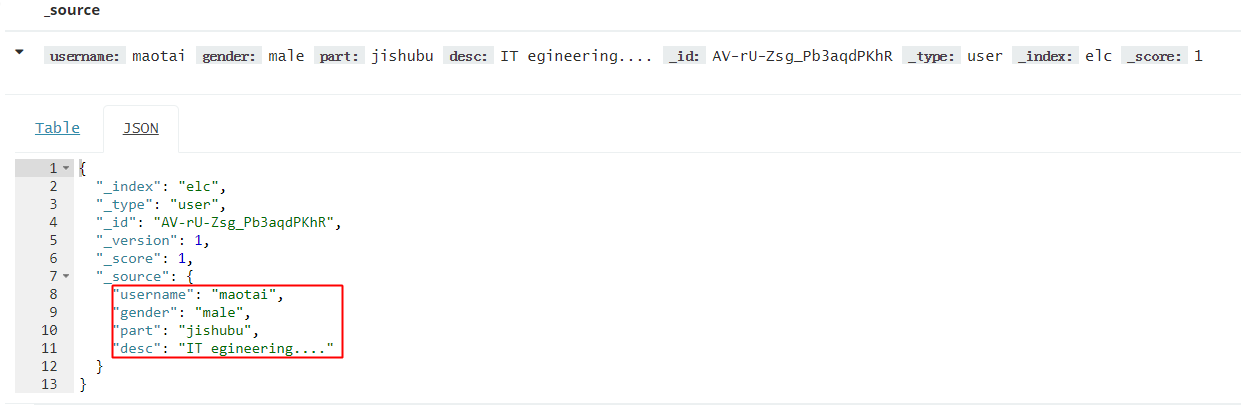 _source
username: maotai gender: male part: jishubu desc: IT egineering.... _id: AV-rU-Zsg_Pb3aqdPKhR _type: user _index: elc _score: 1
Table JSON
1 {
2 "_index": "elc",
3 "_type": "user",
4 "_id": "AV-rU-Zsg_Pb3aqdPKhR",
5 "_version": 1,
6 "_score": 1,
7 "_source": {
8 "username": "maotai",
9 "gender": "male",
10 "part": "jishubu",
11 "desc": "IT egineering...."
12 }
13 }